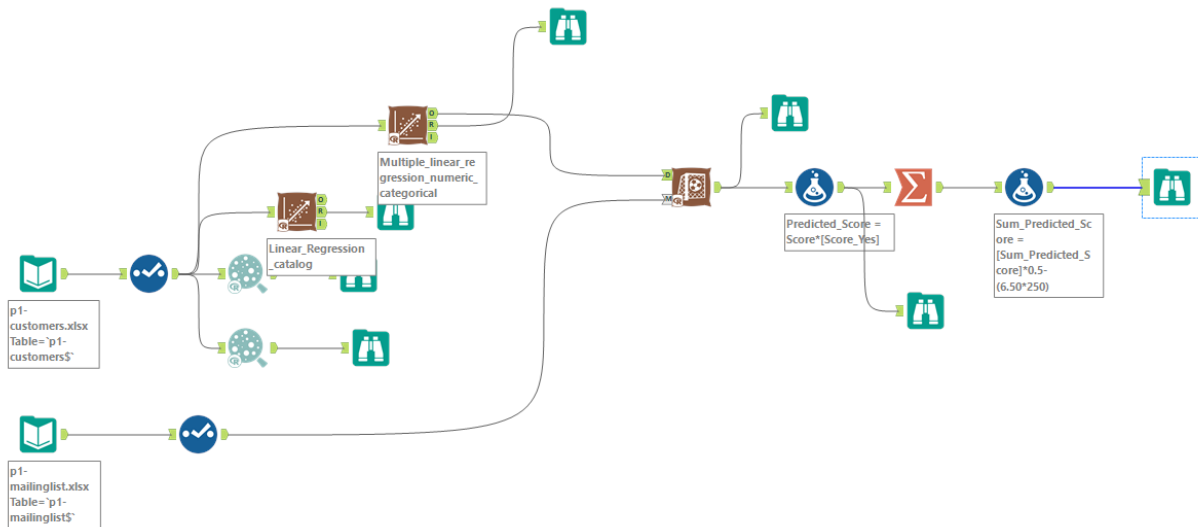 O
R
I
Multiple_linear_re
gression_numeric_
categorical
O
R
I
Linear_Regression
_catalog
D
M
Predicted_Score =
Score*[Score_Yes]
Sum_Predicted_Sc
ore =
[Sum_Predicted_S
core]*0.5-
(6.50*250)
p1-
customers.xlsx
Table=`p1-
customers$`
p1-
mailinglist.xlsx
Table=`p1-
mailinglist$`